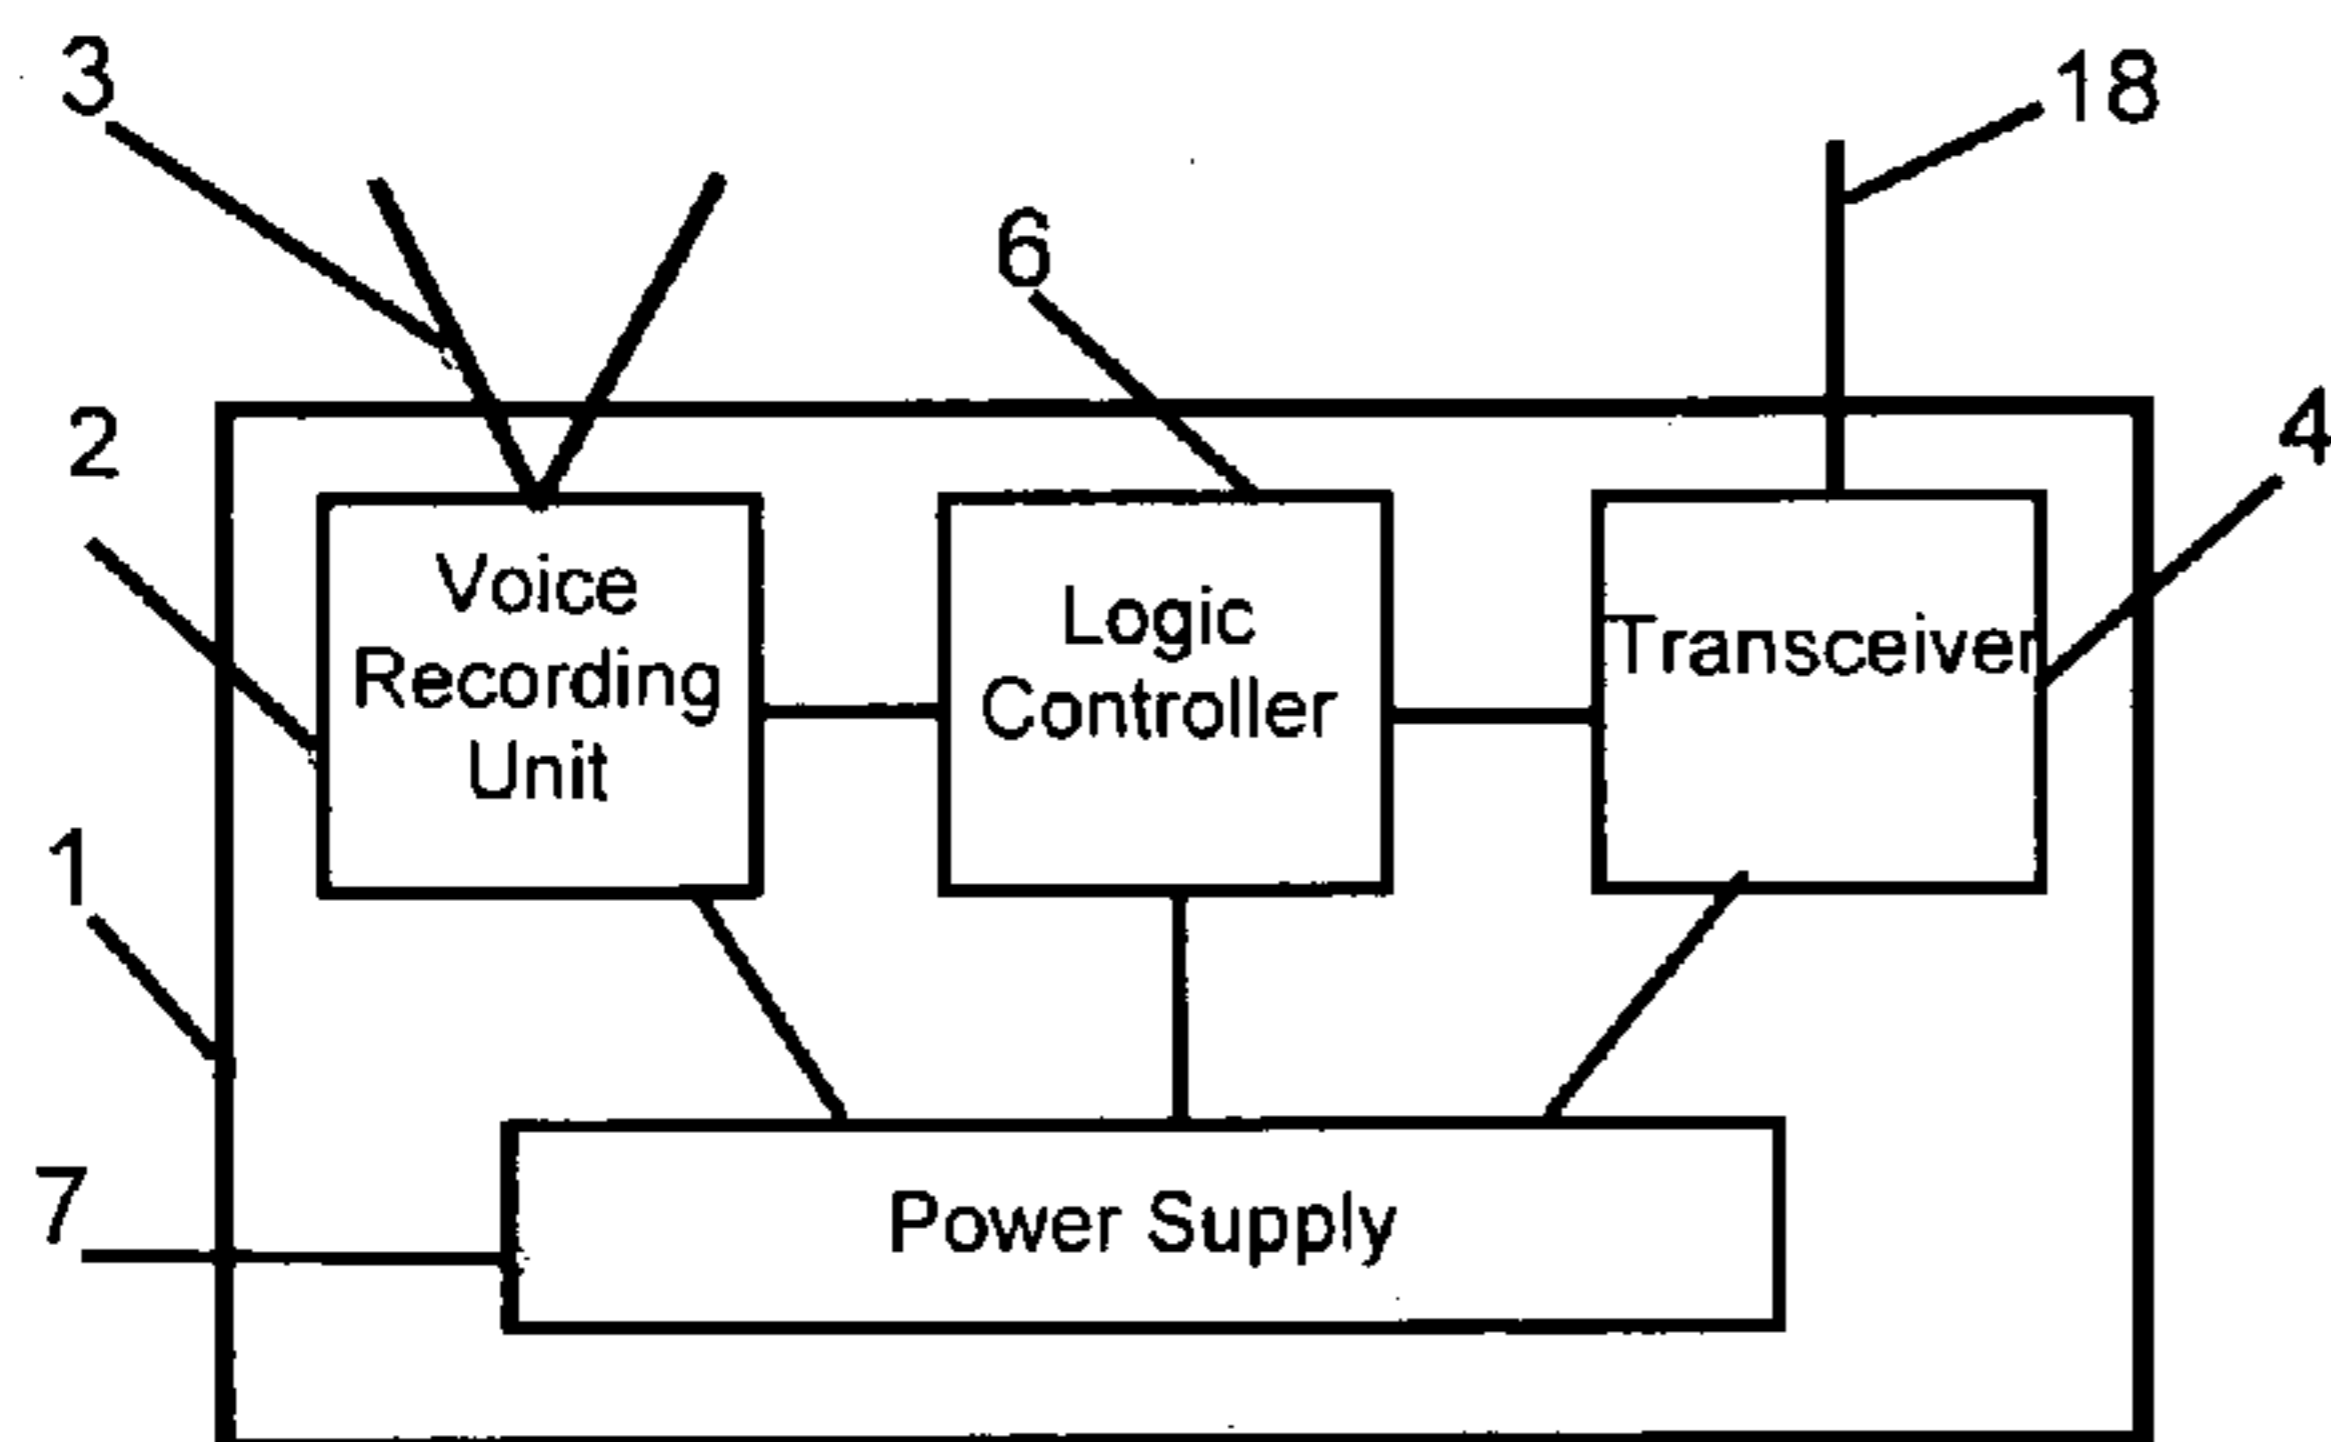 3
18
6
2
4
Voice
Recording
Unit
Logic
Controller
Transceiver
1
7
Power Supply